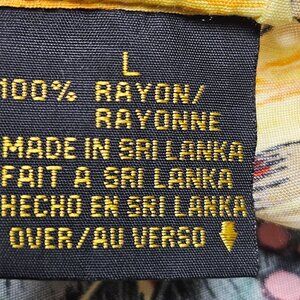 L
100% RAYON/
RAYONNE
MADE IN SRI LANKA
FAIT A SRI LANKA
HECHO EN SRI LANKA
OVER/AU VERSO